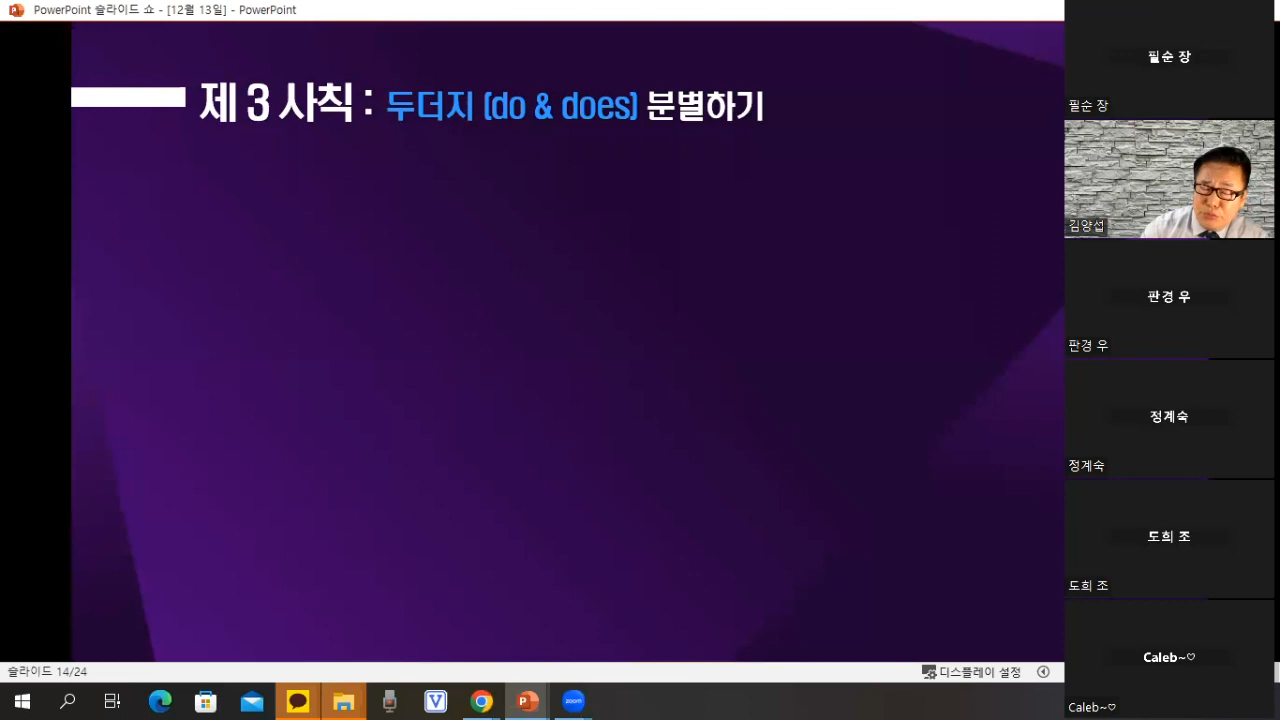 PowerPoint 슬라이드 쇼 - [12월 13일] - PowerPoint
제 3 사칙 : 두더지 (do & does) 분별하기
필순 장
필순 장
김양섭
판경 우
판경 우
정계숙
정계숙
도희 조
도희 조
Caleb~♡
Caleb~♡
슬라이드 14/24
디스플레이 설정
V
P
zoom